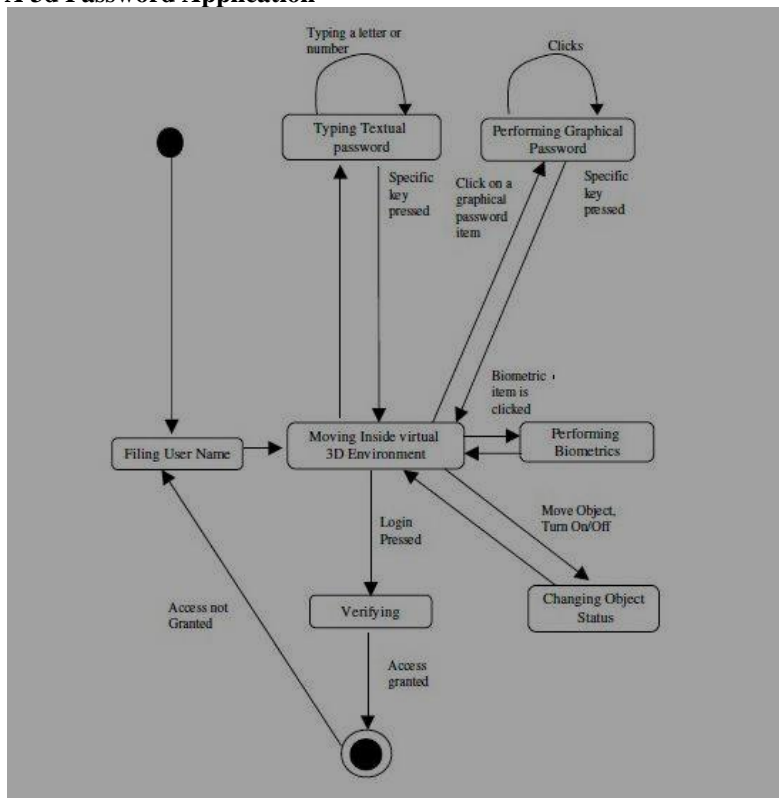 A 3d Password Application
Typing a letter or
number
Clicks
Typing Textual
password
Performing Graphical
Password
Specific
key
pressed
Click on a
graphical
password
item
Specific
key
pressed
Biometric
item is
clicked
Filing User Name
Moving Inside virtual
3D Environment
Performing
Biometrics
Login
Pressed
Move Object,
Turn On/Off
Access not
Granted
Verifying
Changing Object
Status
Access
granted